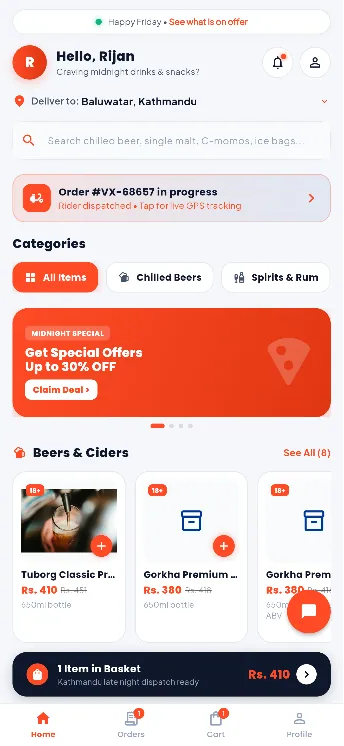 Happy Friday • See what is on offer
R
Hello, Rijan
Craving midnight drinks & snacks?
Deliver to: Baluwatar, Kathmandu
Search chilled beer, single malt, C-momos, ice bags...
Order #VX-68657 in progress
Rider dispatched • Tap for live GPS tracking
Categories
All Items
Chilled Beers
Spirits & Rum
MIDNIGHT SPECIAL
Get Special Offers
Up to 30% OFF
Claim Deal >
Beers & Ciders
See All (8)
18+
Tuborg Classic Pr...
Rs. 410 Rs. 451
650ml bottle
18+
Gorkha Premium ...
Rs. 380 Rs. 418
650ml bottle
18+
Gorkha Prem
Rs. 380
ABV
1 Item in Basket
Kathmandu late night dispatch ready
Rs. 410
Home
1
Orders
1
Cart
Profile